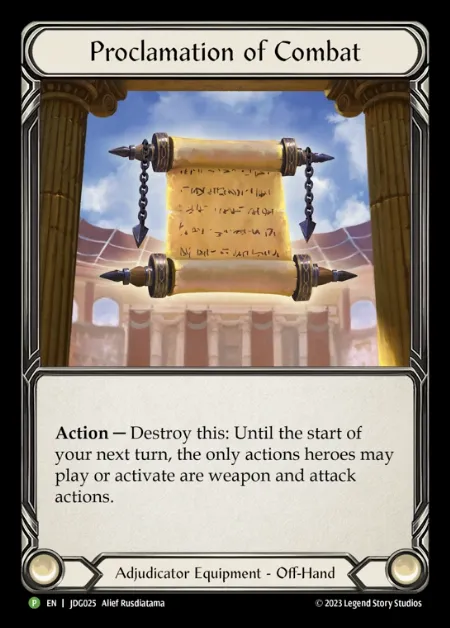 Proclamation of Combat
Action — Destroy this: Until the start of
your next turn, the only actions heroes may
play or activate are weapon and attack
actions.
Adjudicator Equipment - Off-Hand
P EN | JDG025 Alief Rusdiatama
© 2023 Legend Story Studios